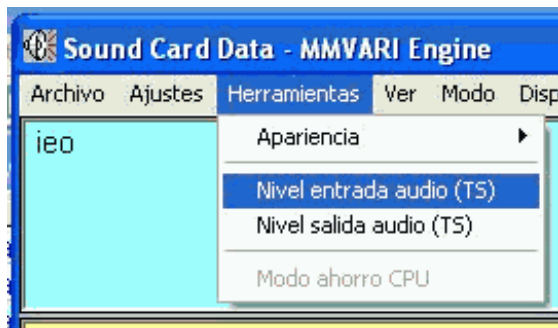 Sound Card Data - MMVARI Engine
Archivo Ajustes Herramientas Ver Modo Disp
ieo
Apariencia
Nivel entrada audio (TS)
Nivel salida audio (TS)
Modo ahorro CPU